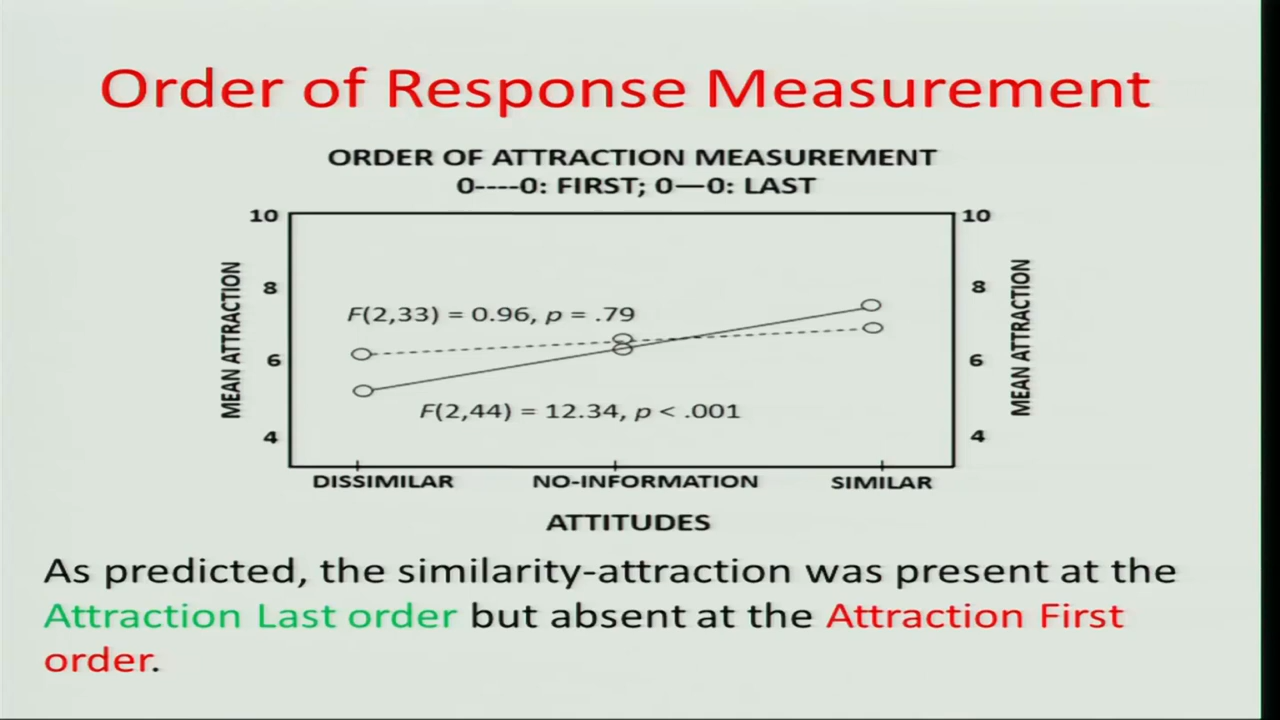 Order of Response Measurement
ORDER OF ATTRACTION MEASUREMENT
0----0: FIRST; 0—0: LAST
10
10
8
8
6
6
4
4
MEAN ATTRACTION
MEAN ATTRACTION
F(2,33) = 0.96, p = .79
F(2,44) = 12.34, p < .001
DISSIMILAR NO-INFORMATION SIMILAR
ATTITUDES
As predicted, the similarity-attraction was present at the
Attraction Last order but absent at the Attraction First
order.